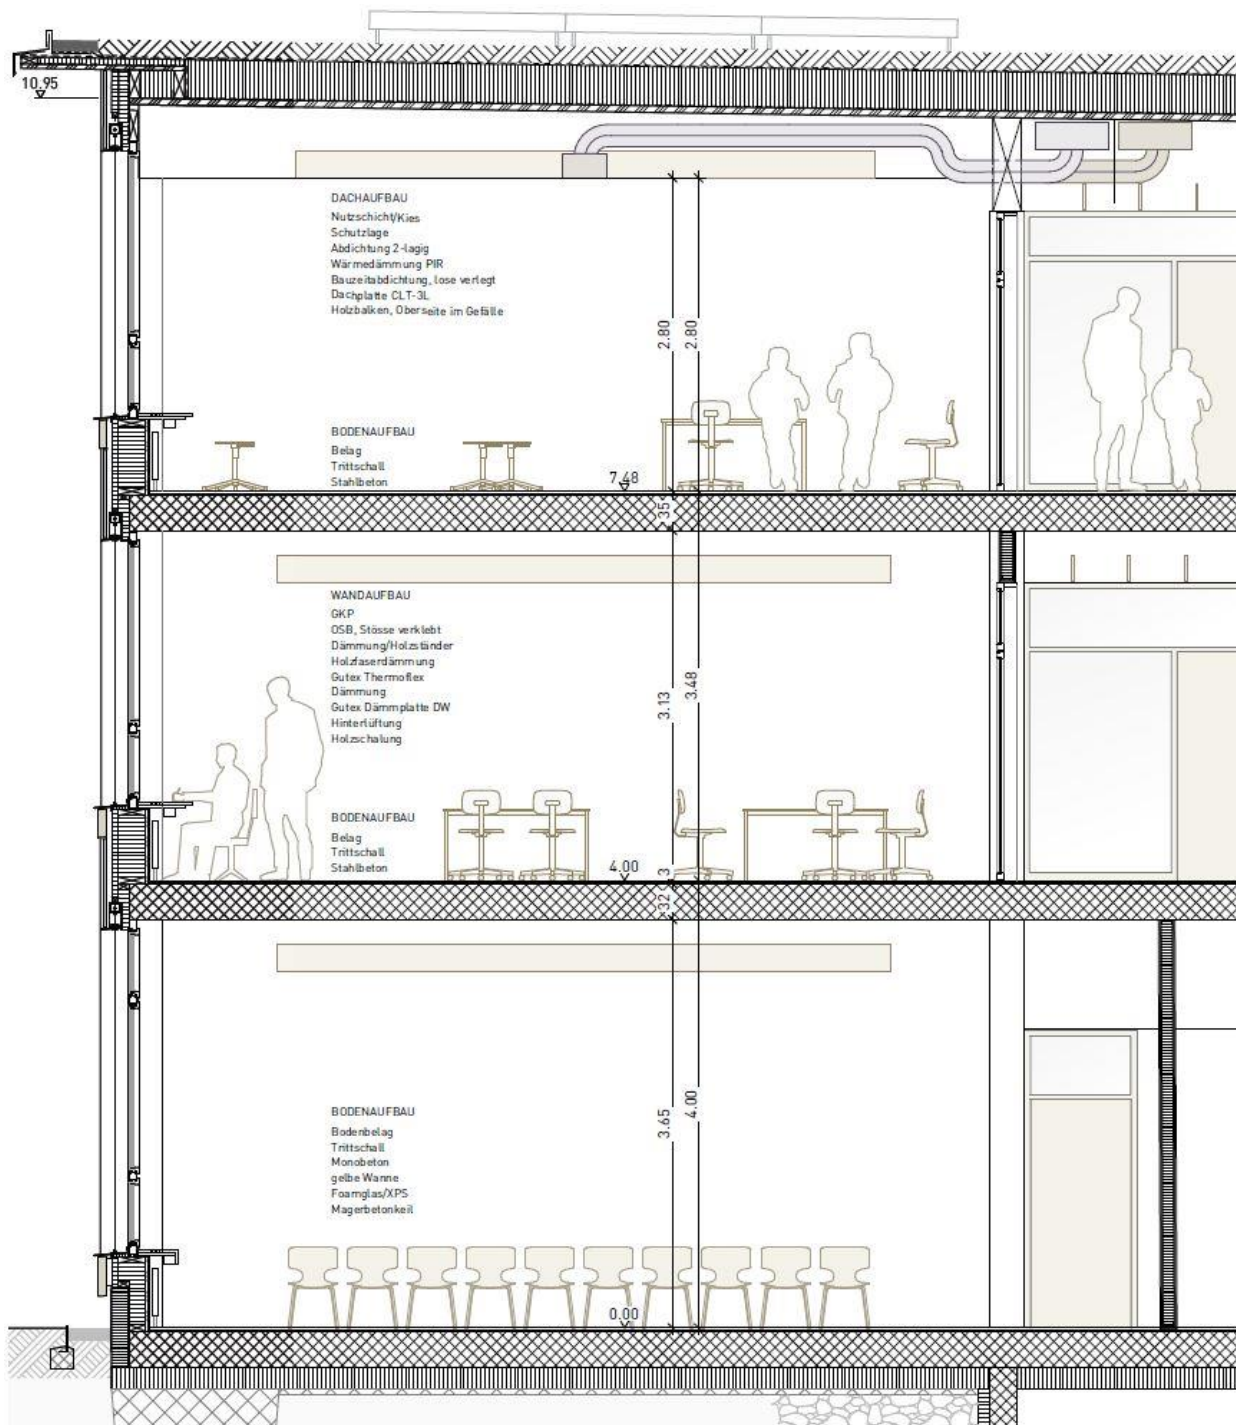 10.95
DACHAUFBAU
Nutzschicht/Kies
Schutzlage
Abdichtung 2-lagig
Wärmedämmung PIR
Bauzeitabdichtung, lose verlegt
Dachplatte CLT-3L
Holzbalken, Oberseite im Gefälle
2.80
2.80
BODENAUFBAU
Belag
Trittschall
Stahlbeton
7.48
35
WANDAUFBAU
GKP
OSB, Stösse verklebt
Dämmung/Holzständer
Holzfaserdämmung
Gutex Thermoflex
Dämmung
Gutex Dämmplatte DW
Hinterlüftung
Holzschalung
3.13
3.48
BODENAUFBAU
Belag
Trittschall
Stahlbeton
4.00
3
32
BODENAUFBAU
Bodenbelag
Trittschall
Monobeton
gelbe Wanne
Foamglas/XPS
Magerbetonkeil
3.65
4.00
0.00